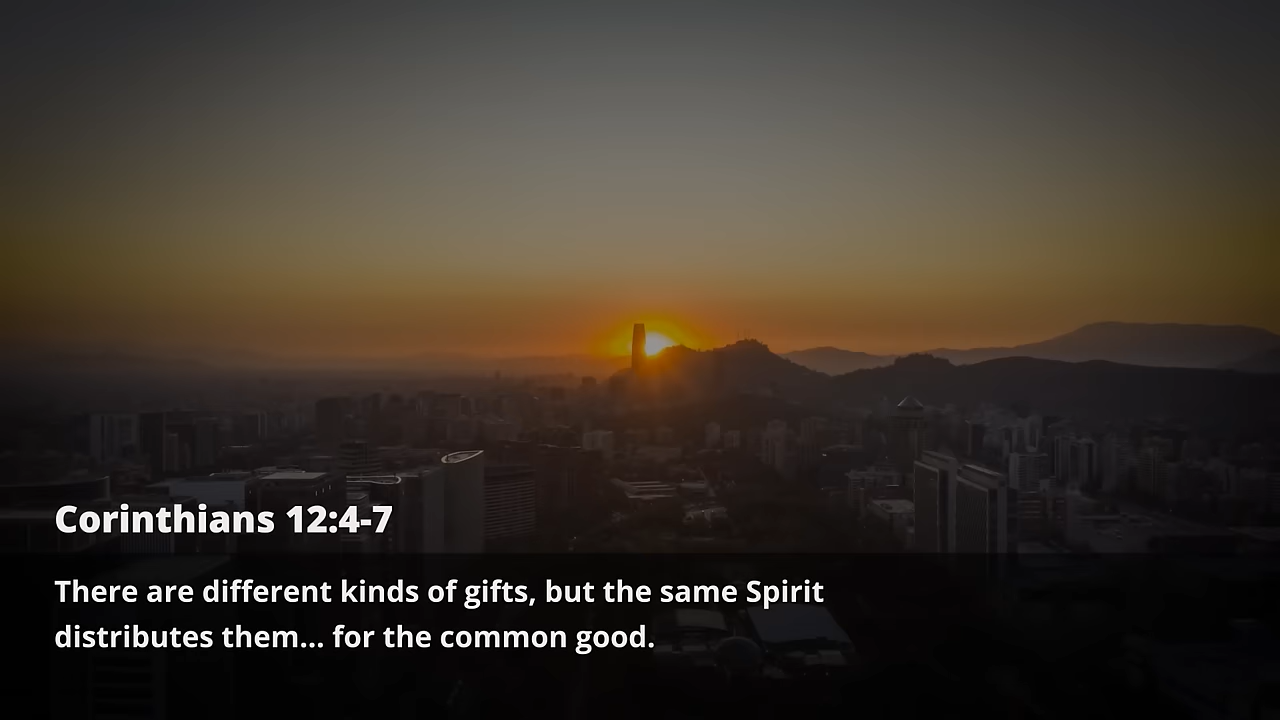 Corinthians 12:4-7
There are different kinds of gifts, but the same Spirit
distributes them... for the common good.